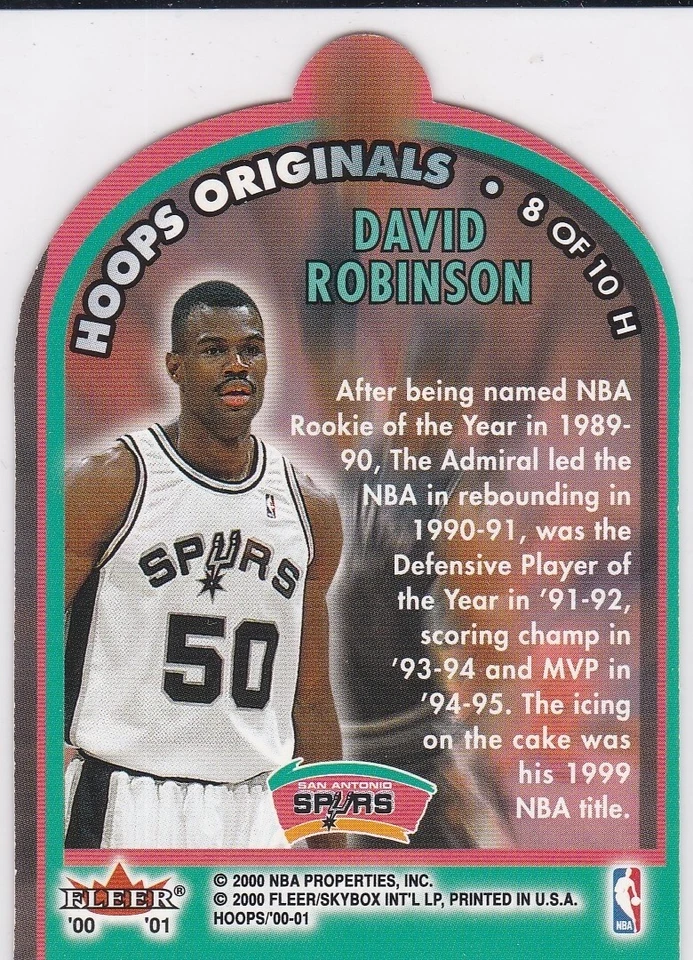 HOOPS ORIGINALS • 8 OF 10 H
DAVID
ROBINSON
After being named NBA
Rookie of the Year in 1989-
90, The Admiral led the
NBA in rebounding in
1990-91, was the
Defensive Player of
the Year in '91-92,
scoring champ in
'93-94 and MVP in
'94-95. The icing
on the cake was
his 1999
NBA title.
SPURS
50
SAN ANTONIO
SPURS
FLEER®
'00 '01
© 2000 NBA PROPERTIES, INC.
© 2000 FLEER/SKYBOX INT'L LP, PRINTED IN U.S.A.
HOOPS/'00-01
NBA